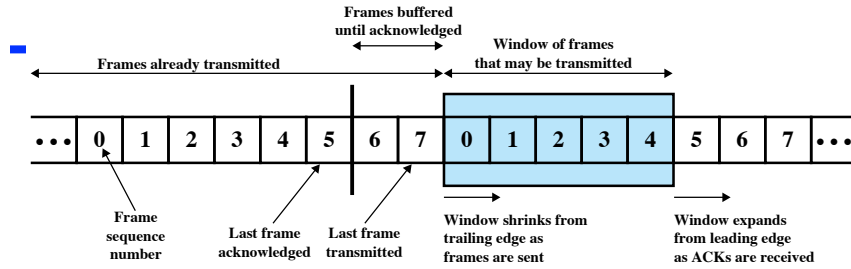 Frames buffered
until acknowledged
Frames already transmitted
Window of frames
that may be transmitted
••• 0 1 2 3 4 5 6 7 0 1 2 3 4 5 6 7 •••
Frame
sequence
number
Last frame
acknowledged
Last frame
transmitted
Window shrinks from
trailing edge as
frames are sent
Window expands
from leading edge
as ACKs are received